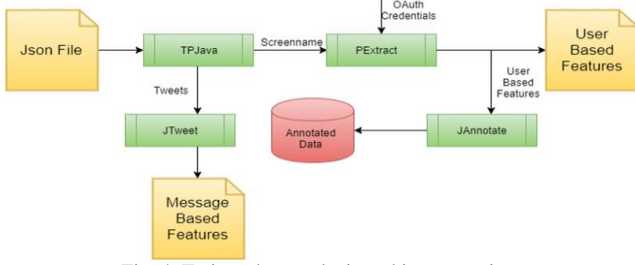 OAuth
Credentials
Json File
TPJava
Screenname
PExtract
User
Based
Features
Tweets
User
Based
Features
JTweet
Annotated
Data
JAnnotate
Message
Based
Features